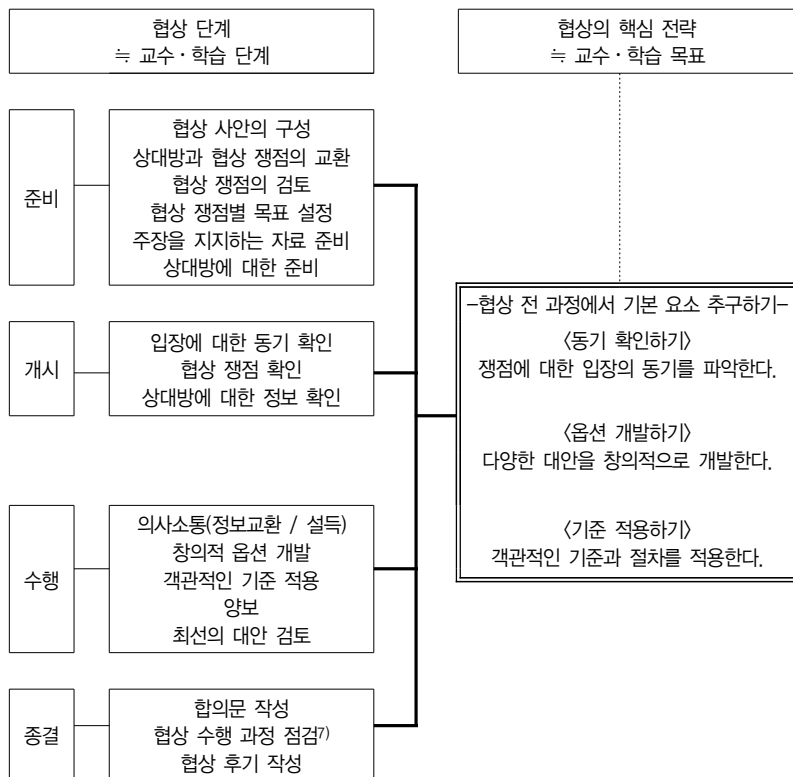 협상 단계
≒ 교수 · 학습 단계
협상의 핵심 전략
≒ 교수 · 학습 목표
준비
협상 사안의 구성
상대방과 협상 쟁점의 교환
협상 쟁점의 검토
협상 쟁점별 목표 설정
주장을 지지하는 자료 준비
상대방에 대한 준비
개시
입장에 대한 동기 확인
협상 쟁점 확인
상대방에 대한 정보 확인
수행
의사소통(정보교환 / 설득)
창의적 옵션 개발
객관적인 기준 적용
양보
최선의 대안 검토
종결
합의문 작성
협상 수행 과정 점검7)
협상 후기 작성
-협상 전 과정에서 기본 요소 추구하기-
〈동기 확인하기〉
쟁점에 대한 입장의 동기를 파악한다.
〈옵션 개발하기〉
다양한 대안을 창의적으로 개발한다.
〈기준 적용하기〉
객관적인 기준과 절차를 적용한다.